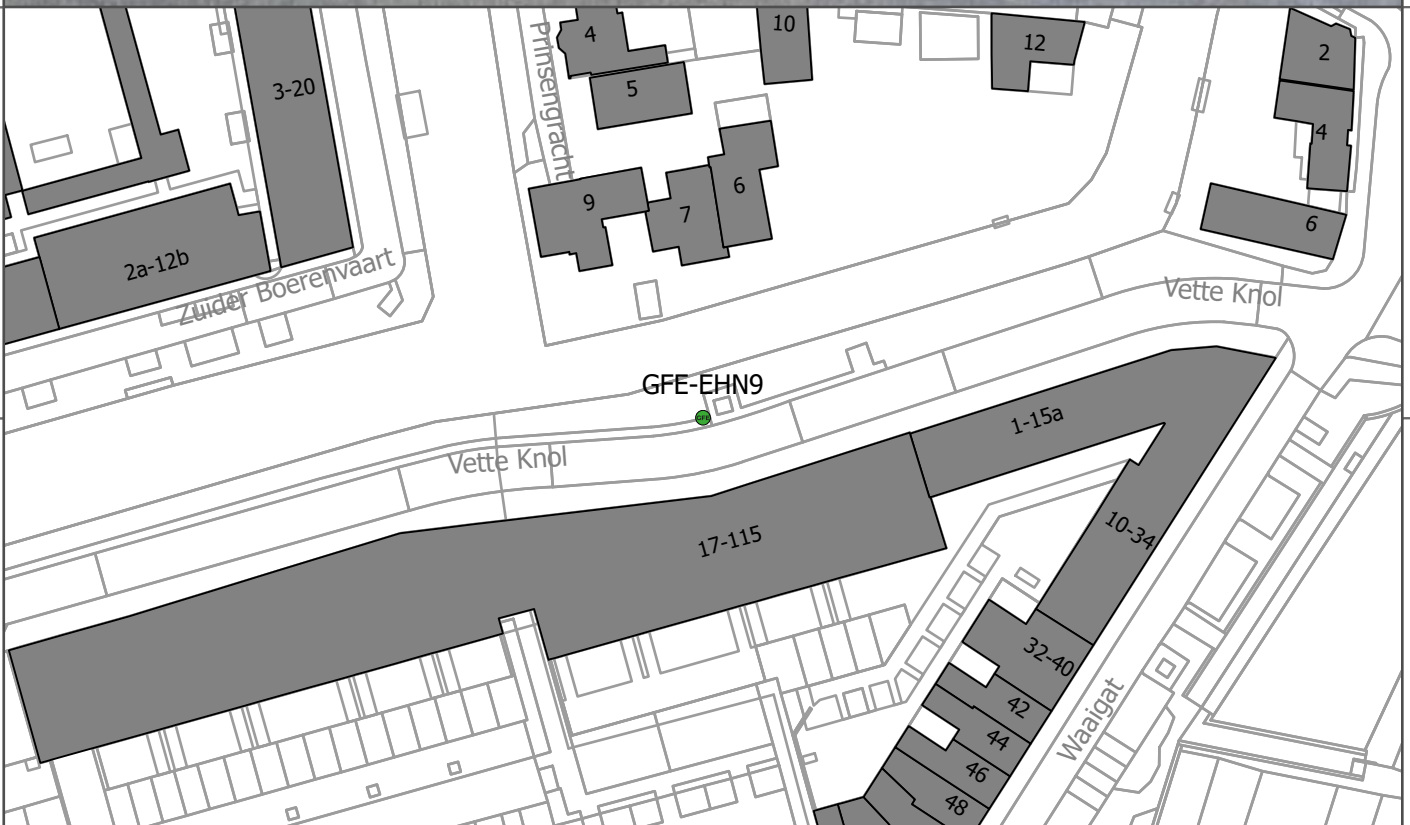 4
10
12
2
3-20
5
Prinsengracht
4
6
9
7
6
2a-12b
Zuider Boerenvaart
Vette Knol
GFE-EHN9
GFE
1-15a
Vette Knol
17-115
10-34
32-40
42
Waaigat
44
46
48